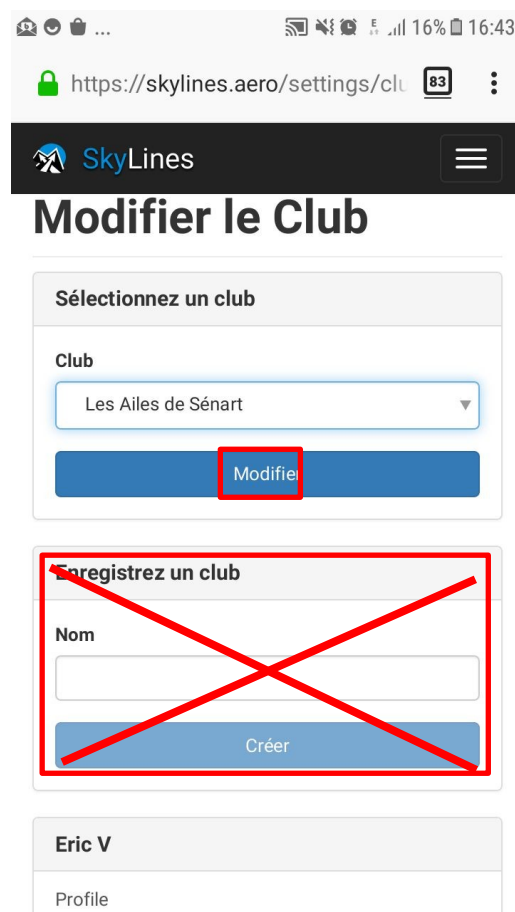 ... 16% 16:43
https://skylines.aero/settings/clu 83
SkyLines
Modifier le Club
Sélectionnez un club
Club
Les Ailes de Sénart
Modifier
Enregistrez un club
Nom
Créer
Eric V
Profile